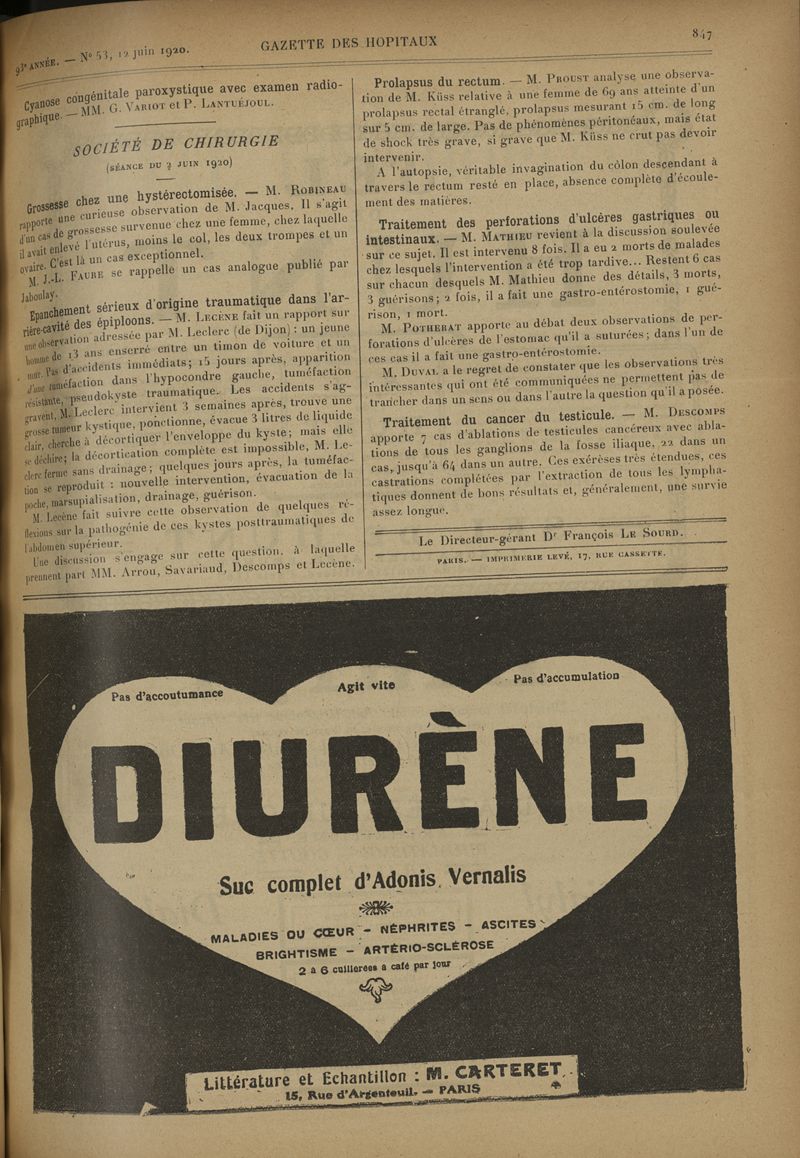 93e ANNÉE. — No 53, 12 juin 1920.
GAZETTE DES HOPITAUX
847
Cyanose congénitale paroxystique avec examen radio-
graphique. — MM. G. VARIOT et P. LANTUÉJOUL.
SOCIÉTÉ DE CHIRURGIE
(SÉANCE DU 2 JUIN 1920)
Grossesse chez une hystérectomisée. — M. ROBINEAU
rapporte une curieuse observation de M. Jacques. Il s'agit
d'un cas de grossesse survenue chez une femme, chez laquelle
il avait enlevé l'utérus, moins le col, les deux trompes et un
ovaire. C'est là un cas exceptionnel.
M. J.-L. FAURE se rappelle un cas analogue publié par
Jaboulay.
Epanchement sérieux d'origine traumatique dans l'ar-
rière-cavité des épiploons. — M. LECÈNE fait un rapport sur
une observation adressée par M. Leclerc (de Dijon) : un jeune
homme de 13 ans enserré entre un timon de voiture et un
mur. Pas d'accidents immédiats; 15 jours après, apparition
d'une tuméfaction dans l'hypocondre gauche, tuméfaction
résistante, pseudokyste traumatique. Les accidents s'ag-
gravent, M. Leclerc intervient 3 semaines après, trouve une
grosse tumeur kystique, ponctionne, évacue 3 litres de liquide
clair, cherche à décortiquer l'enveloppe du kyste; mais elle
se déchire; la décortication complète est impossible, M. Le-
clerc ferme sans drainage; quelques jours après, la tuméfac-
tion se reproduit : nouvelle intervention, évacuation de la
poche, marsupialisation, drainage, guérison.
M. Lecène fait suivre cette observation de quelques ré-
flexions sur la pathogénie de ces kystes posttraumatiques de
l'abdomen supérieur.
Une discussion s'engage sur cette question, à laquelle
prennent part MM. Arrou, Savariaud, Descomps et Lecène.
Prolapsus du rectum. — M. PROUST analyse une observa-
tion de M. Küss relative à une femme de 69 ans atteinte d'un
prolapsus rectal étranglé, prolapsus mesurant 15 cm. de long
sur 5 cm. de large. Pas de phénomènes péritonéaux, mais état
de shock très grave, si grave que M. Küss ne crut pas devoir
intervenir.
A l'autopsie, véritable invagination du côlon descendant à
travers le rectum resté en place, absence complète d'écoule-
ment des matières.
Traitement des perforations d'ulcères gastriques ou
intestinaux. — M. MATHIEU revient à la discussion soulevée
sur ce sujet. Il est intervenu 8 fois. Il a eu 2 morts de malades
chez lesquels l'intervention a été trop tardive... Restent 6 cas
sur chacun desquels M. Mathieu donne des détails, 3 morts,
3 guérisons; 2 fois, il a fait une gastro-entérostomie, 1 gué-
rison, 1 mort.
M. POTHERAT apporte au débat deux observations de per-
forations d'ulcères de l'estomac qu'il a suturées; dans l'un de
ces cas il a fait une gastro-entérostomie.
M. DUVAL a le regret de constater que les observations très
intéressantes qui ont été communiquées ne permettent pas de
trancher dans un sens ou dans l'autre la question qu'il a posée.
Traitement du cancer du testicule. — M. DESCOMPS
apporte 7 cas d'ablations de testicules cancéreux avec abla-
tions de tous les ganglions de la fosse iliaque, 22 dans un
cas, jusqu'à 64 dans un autre. Ces exérèses très étendues, ces
castrations complétées par l'extraction de tous les lympha-
tiques donnent de bons résultats et, généralement, une survie
assez longue.
Le Directeur-gérant Dr François LE SOURD.
PARIS. — IMPRIMERIE LEVÉ, 17, RUE CASSETTE.
Pas d'accoutumance
Agit vite
Pas d'accumulation
DIURÈNE
Suc complet d'Adonis Vernalis
MALADIES DU CŒUR - NÉPHRITES - ASCITES
BRIGHTISME - ARTÉRIO-SCLÉROSE
2 à 6 cuillerées à café par jour
Littérature et Echantillon : M. CARTERET
15, Rue d'Argenteuil. — PARIS